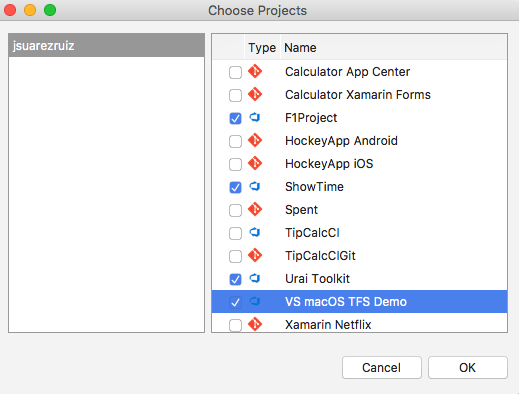 Choose Projects
jsuarezruiz
Type Name
Calculator App Center
Calculator Xamarin Forms
F1Project
HockeyApp Android
HockeyApp iOS
ShowTime
Spent
TipCalcCI
TipCalcCIGit
Urai Toolkit
VS macOS TFS Demo
Xamarin Netflix
Cancel OK